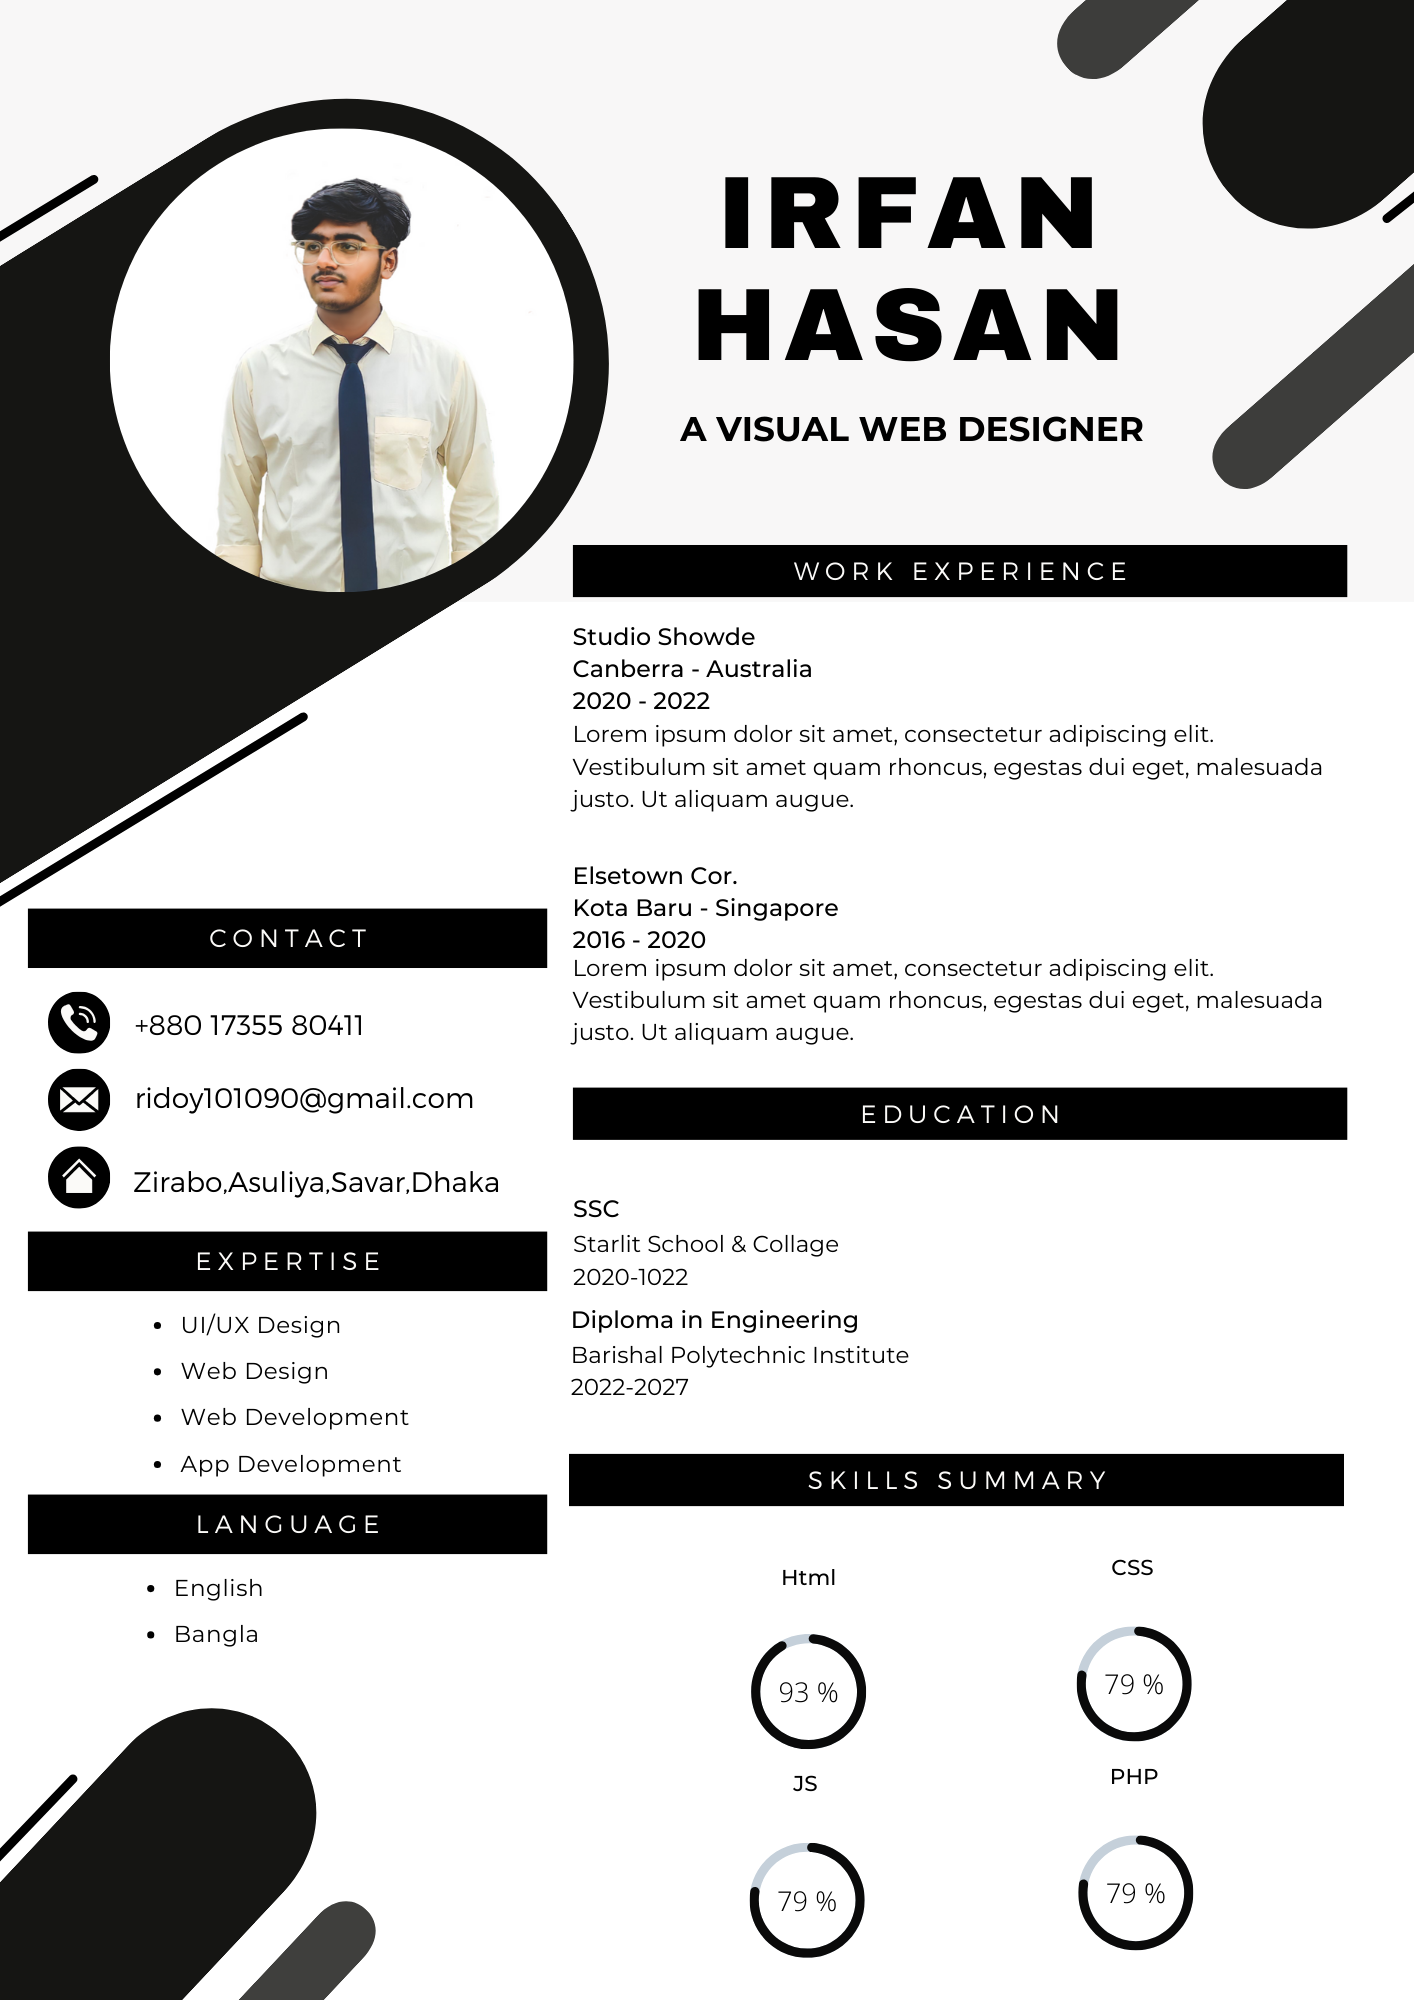 IRFAN
HASAN
A VISUAL WEB DESIGNER
WORK EXPERIENCE
Studio Showde
Canberra - Australia
2020 - 2022
Lorem ipsum dolor sit amet, consectetur adipiscing elit.
Vestibulum sit amet quam rhoncus, egestas dui eget, malesuada
justo. Ut aliquam augue.
Elsetown Cor.
Kota Baru - Singapore
2016 - 2020
Lorem ipsum dolor sit amet, consectetur adipiscing elit.
Vestibulum sit amet quam rhoncus, egestas dui eget, malesuada
justo. Ut aliquam augue.
CONTACT
+880 17355 80411
ridoy101090@gmail.com
Zirabo,Asuliya,Savar,Dhaka
EXPERTISE
UI/UX Design
Web Design
Web Development
App Development
LANGUAGE
English
Bangla
EDUCATION
SSC
Starlit School & Collage
2020-1022
Diploma in Engineering
Barishal Polytechnic Institute
2022-2027
SKILLS SUMMARY
Html
93 %
CSS
79 %
JS
79 %
PHP
79 %